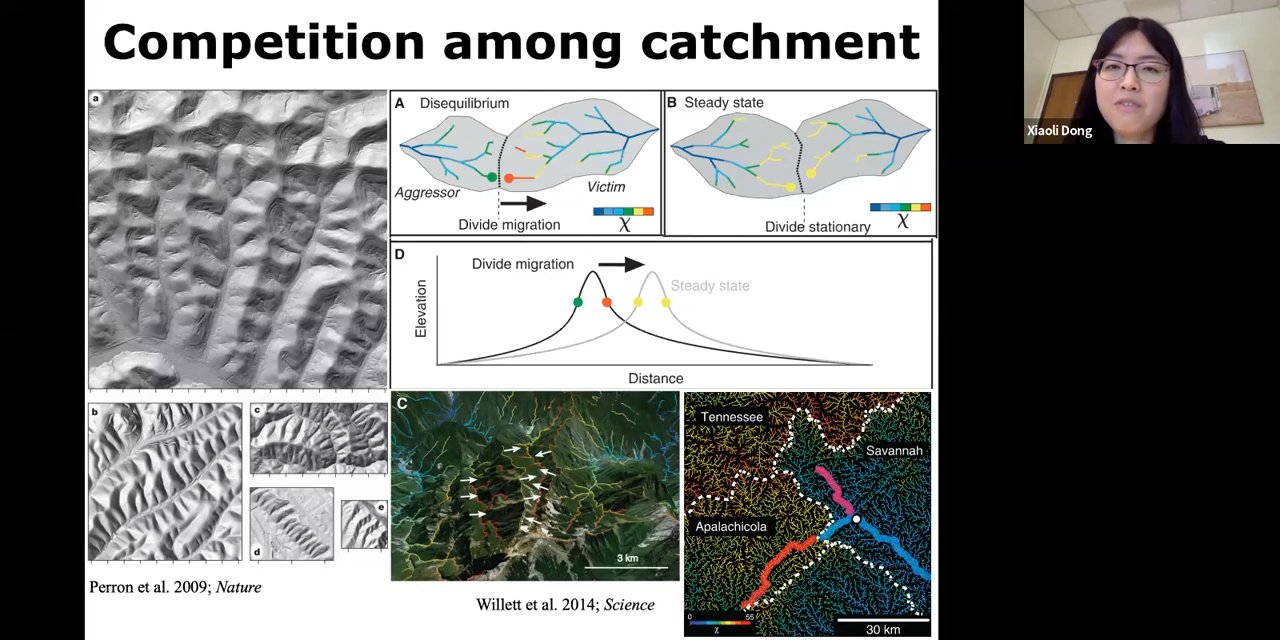 Competition among catchment
Xiaoli Dong
a
A Disequilibrium
Aggressor
Victim
Divide migration
χ
B Steady state
Divide stationary
χ
D
Divide migration
Steady state
Elevation
Distance
b
c
d
e
C
3 km
Tennessee
Savannah
Apalachicola
0 55
χ
30 km
Perron et al. 2009; Nature
Willett et al. 2014; Science